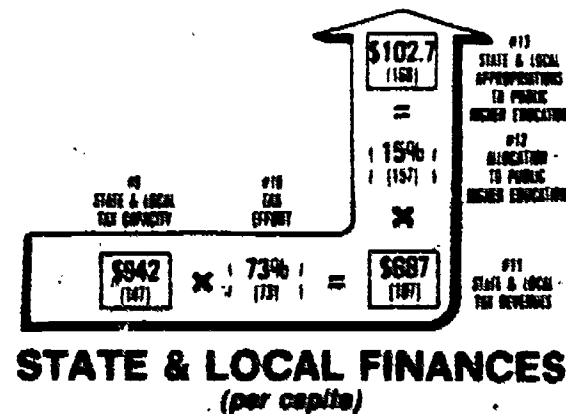 $102.7
(168)
#13
STATE & LOCAL
APPROPRIATIONS
TO PUBLIC
HIGHER EDUCATION
=
15%
(157)
#12
ALLOCATION
TO PUBLIC
HIGHER EDUCATION
×
#9
STATE & LOCAL
TAX CAPACITY
#10
TAX
EFFORT
$942
(147)
×
73%
(73)
=
$687
(107)
#11
STATE & LOCAL
TAX REVENUES
STATE & LOCAL FINANCES
(per capita)